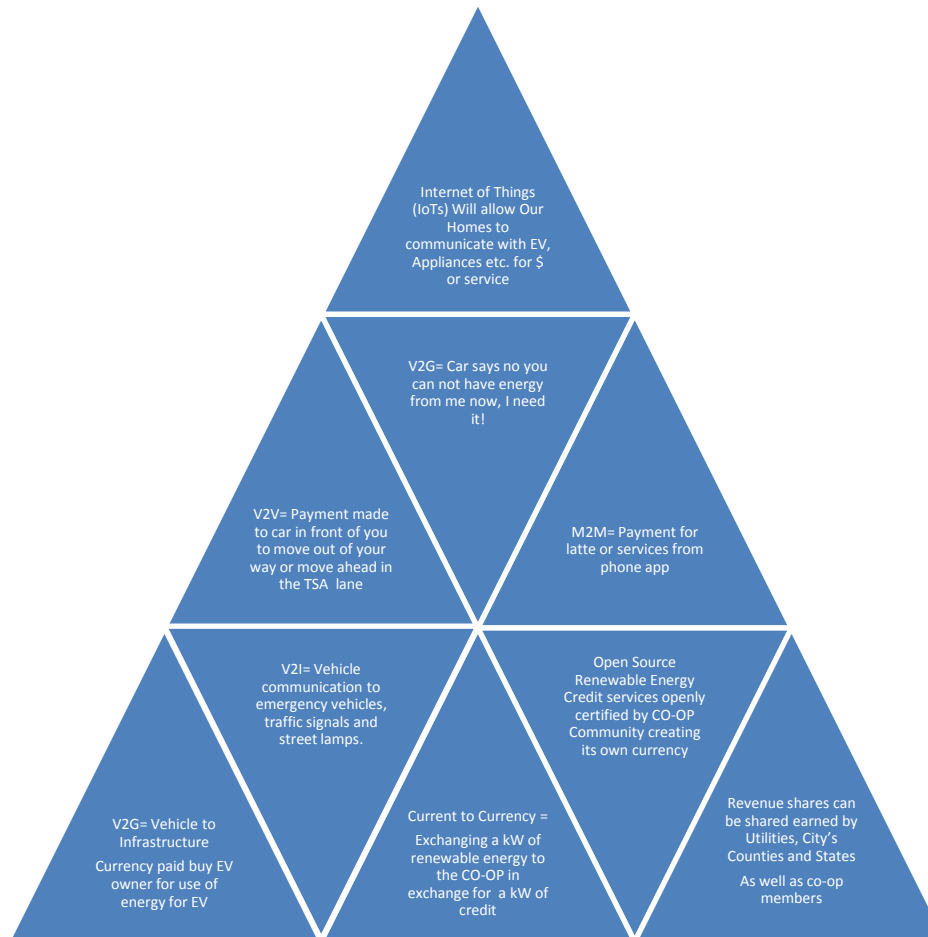 Internet of Things
(IoTs) Will allow Our
Homes to
communicate with EV,
Appliances etc. for $
or service
V2G= Car says no you
can not have energy
from me now, I need
it!
V2V= Payment made
to car in front of you
to move out of your
way or move ahead in
the TSA lane
M2M= Payment for
latte or services from
phone app
V2I= Vehicle
communication to
emergency vehicles,
traffic signals and
street lamps.
Open Source
Renewable Energy
Credit services openly
certified by CO-OP
Community creating
its own currency
V2G= Vehicle to
Infrastructure
Currency paid buy EV
owner for use of
energy for EV
Current to Currency =
Exchanging a kW of
renewable energy to
the CO-OP in
exchange for a kW of
credit
Revenue shares can
be shared earned by
Utilities, City's
Counties and States
As well as co-op
members